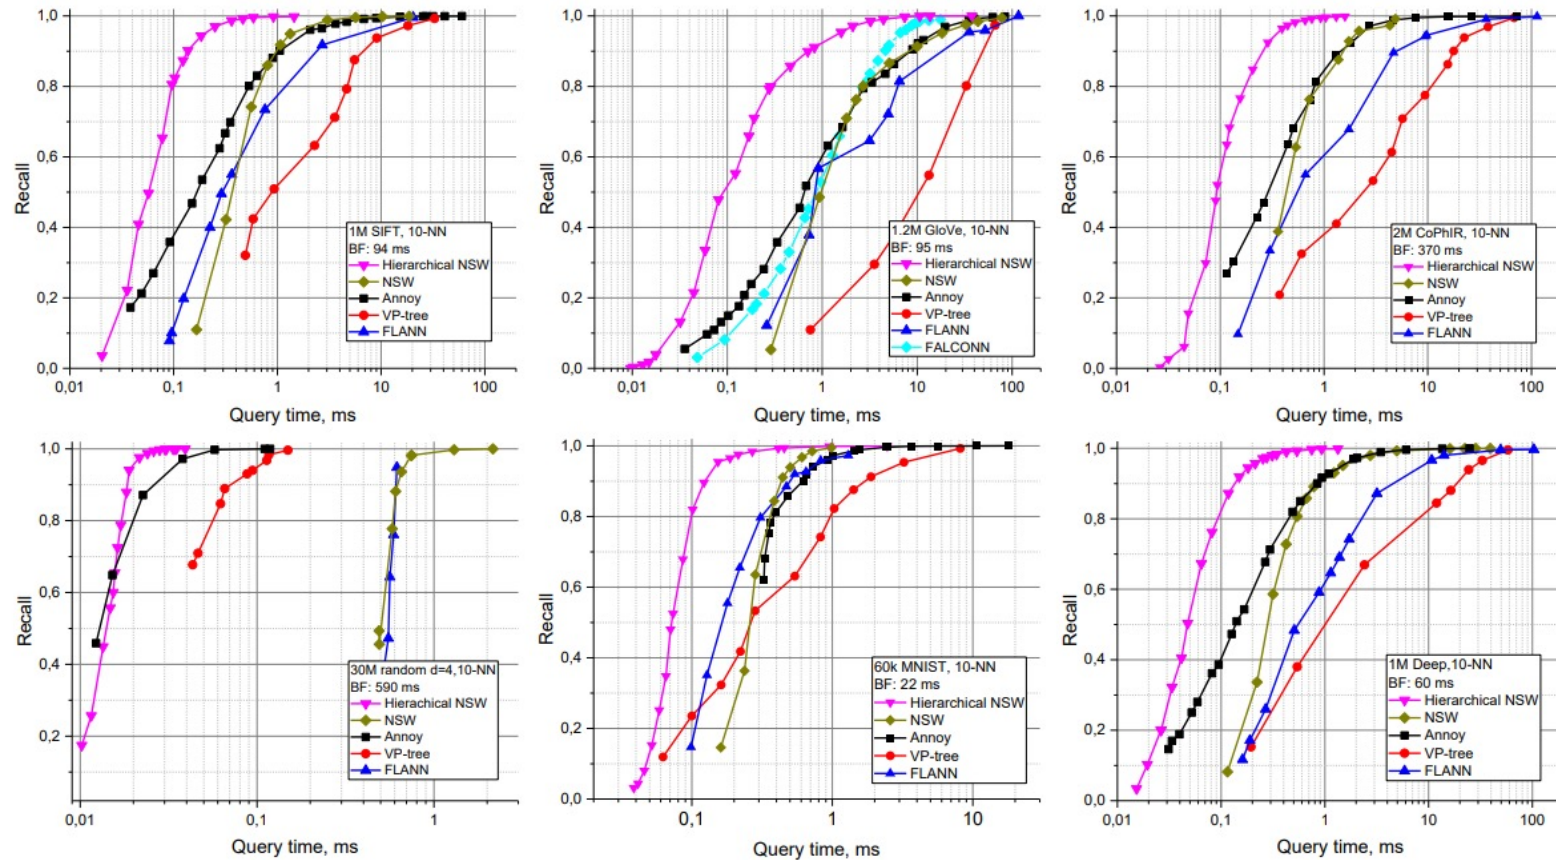 1,0
0,8
0,6
0,4
0,2
0,0
Recall
0,01
0,1
1
10
100
Query time, ms
1M SIFT, 10-NN
BF: 94 ms
Hierarchical NSW
NSW
Annoy
VP-tree
FLANN
1,0
0,8
0,6
0,4
0,2
0,0
Recall
0,01
0,1
1
10
100
Query time, ms
1.2M GloVe, 10-NN
BF: 95 ms
Hierarchical NSW
NSW
Annoy
VP-tree
FLANN
FALCONN
1,0
0,8
0,6
0,4
0,2
0,0
Recall
0,01
0,1
1
10
100
Query time, ms
2M CoPhIR, 10-NN
BF: 370 ms
Hierarchical NSW
NSW
Annoy
VP-tree
FLANN
1,0
0,8
0,6
0,4
0,2
Recall
0,01
0,1
1
Query time, ms
30M random d=4,10-NN
BF: 590 ms
Hierachical NSW
NSW
Annoy
VP-tree
FLANN
1,0
0,8
0,6
0,4
0,2
0,0
Recall
0,1
1
10
Query time, ms
60k MNIST, 10-NN
BF: 22 ms
Hierarchical NSW
NSW
Annoy
VP-tree
FLANN
1,0
0,8
0,6
0,4
0,2
0,0
Recall
0,01
0,1
1
10
100
Query time, ms
1M Deep,10-NN
BF: 60 ms
Hierarchical NSW
NSW
Annoy
VP-tree
FLANN